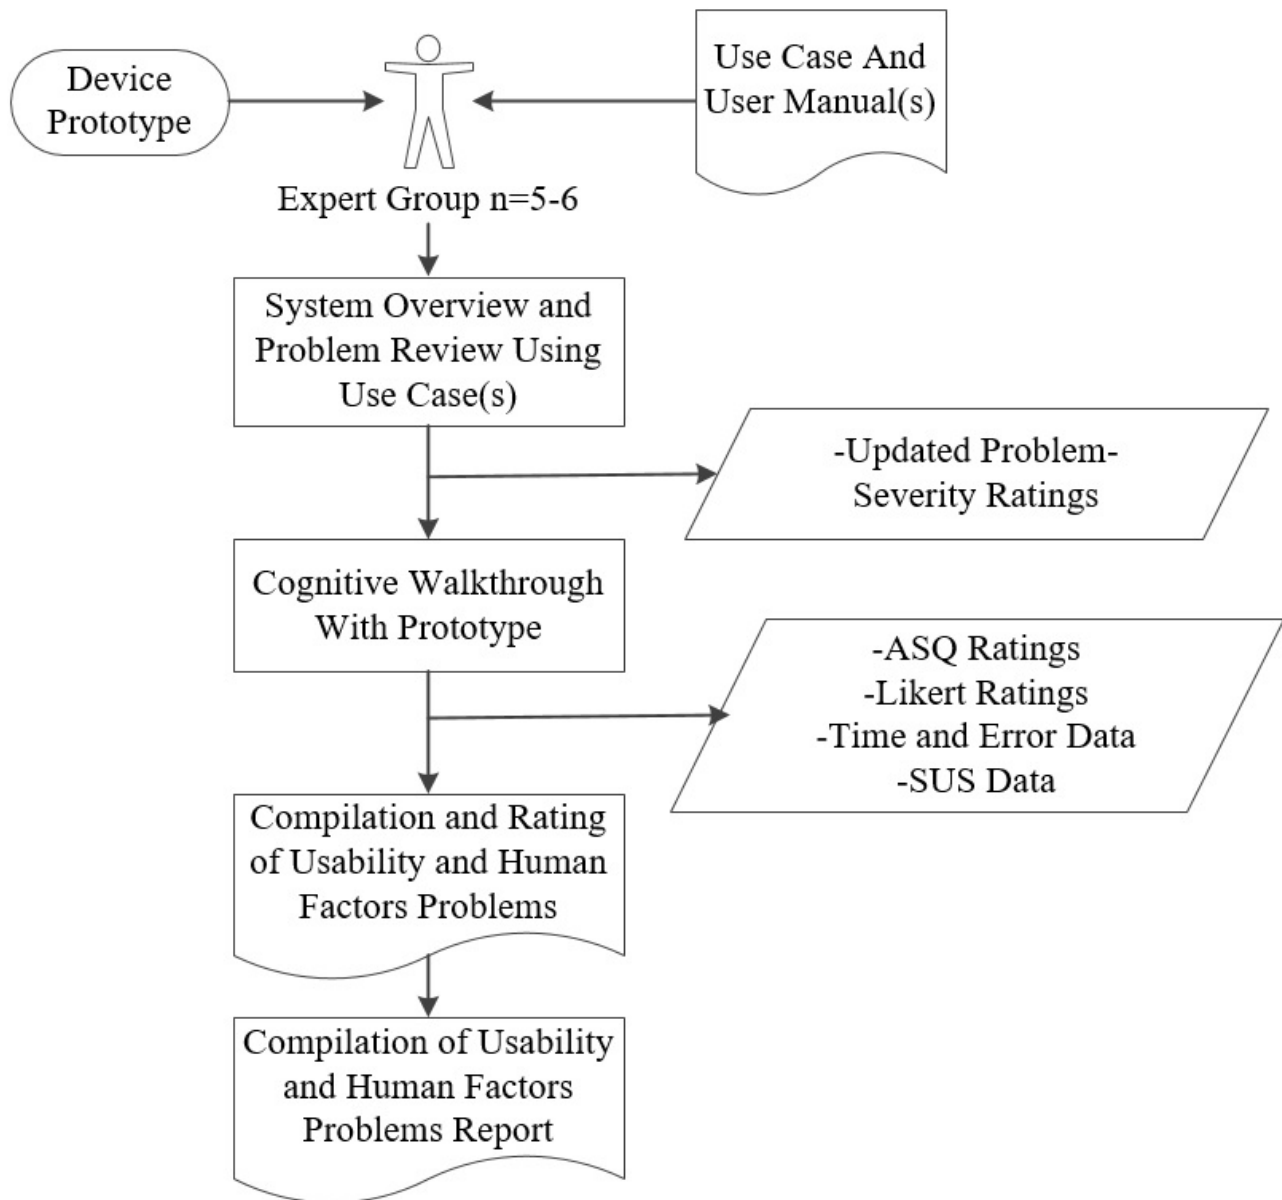 Device
Prototype
Use Case And
User Manual(s)
Expert Group n=5-6
System Overview and
Problem Review Using
Use Case(s)
-Updated Problem-
Severity Ratings
Cognitive Walkthrough
With Prototype
-ASQ Ratings
-Likert Ratings
-Time and Error Data
-SUS Data
Compilation and Rating
of Usability and Human
Factors Problems
Compilation of Usability
and Human Factors
Problems Report